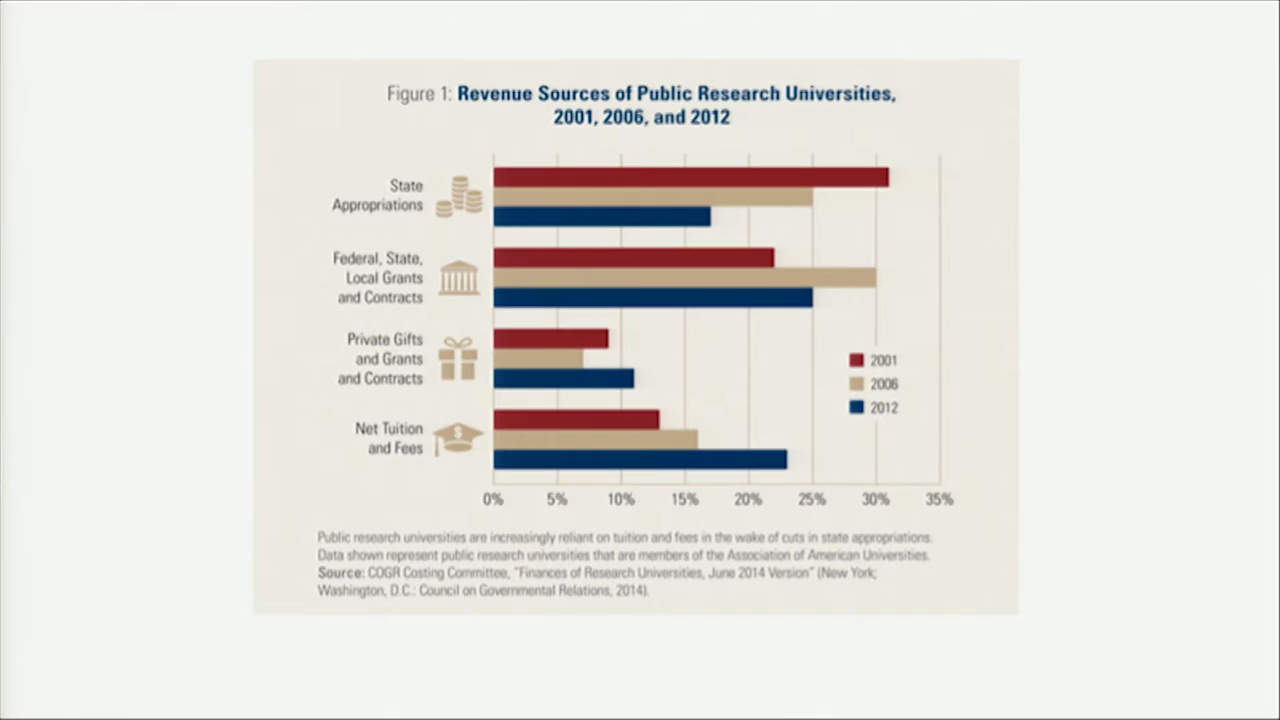 Figure 1: Revenue Sources of Public Research Universities,
2001, 2006, and 2012
State
Appropriations
Federal, State,
Local Grants
and Contracts
Private Gifts
and Grants
and Contracts
$
Net Tuition
and Fees
2001
2006
2012
0% 5% 10% 15% 20% 25% 30% 35%
Public research universities are increasingly reliant on tuition and fees in the wake of cuts in state appropriations.
Data shown represent public research universities that are members of the Association of American Universities.
Source: COGR Costing Committee, "Finances of Research Universities, June 2014 Version" (New York;
Washington, D.C.: Council on Governmental Relations, 2014).